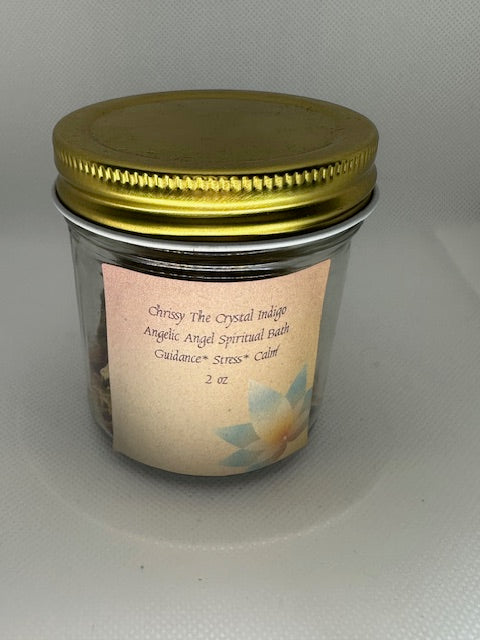 Chrissy The Crystal Indigo
Angelic Angel Spiritual Bath
Guidance* Stress* Calm
2 oz